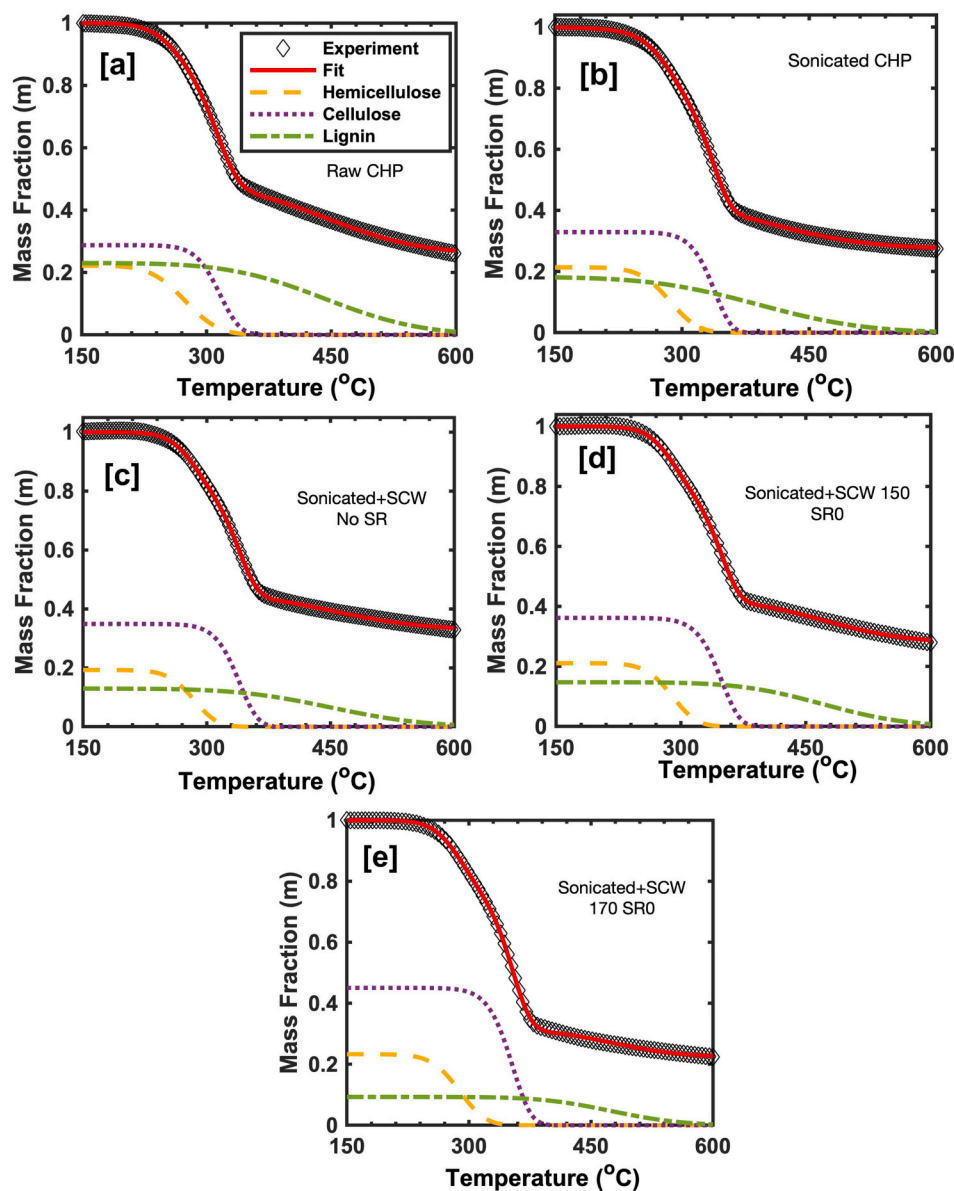 [a]
Experiment
Fit
Hemicellulose
Cellulose
Lignin
Raw CHP
Mass Fraction (m)
1
0.8
0.6
0.4
0.2
0
150
300
450
600
Temperature (°C)
[b]
Sonicated CHP
Mass Fraction (m)
1
0.8
0.6
0.4
0.2
0
150
300
450
600
Temperature (°C)
[c]
Sonicated+SCW
No SR
Mass Fraction (m)
1
0.8
0.6
0.4
0.2
0
150
300
450
600
Temperature (°C)
[d]
Sonicated+SCW 150
SR0
Mass Fraction (m)
1
0.8
0.6
0.4
0.2
0
150
300
450
600
Temperature (°C)
[e]
Sonicated+SCW
170 SR0
Mass Fraction (m)
1
0.8
0.6
0.4
0.2
0
150
300
450
600
Temperature (°C)